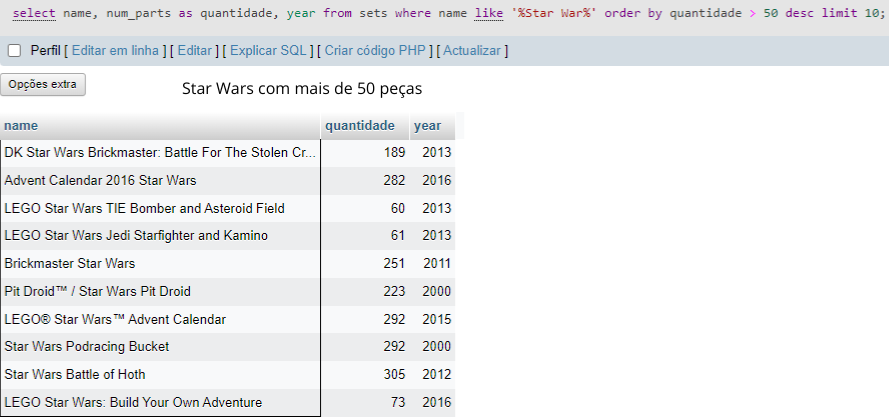 select name, num_parts as quantidade, year from sets where name like '%Star War%' order by quantidade > 50 desc limit 10;
Perfil [ Editar em linha ] [ Editar ] [ Explicar SQL ] [ Criar código PHP ] [ Actualizar ]
Opções extra
Star Wars com mais de 50 peças
name quantidade year
DK Star Wars Brickmaster: Battle For The Stolen Cr... 189 2013
Advent Calendar 2016 Star Wars 282 2016
LEGO Star Wars TIE Bomber and Asteroid Field 60 2013
LEGO Star Wars Jedi Starfighter and Kamino 61 2013
Brickmaster Star Wars 251 2011
Pit Droid™ / Star Wars Pit Droid 223 2000
LEGO® Star Wars™ Advent Calendar 292 2015
Star Wars Podracing Bucket 292 2000
Star Wars Battle of Hoth 305 2012
LEGO Star Wars: Build Your Own Adventure 73 2016